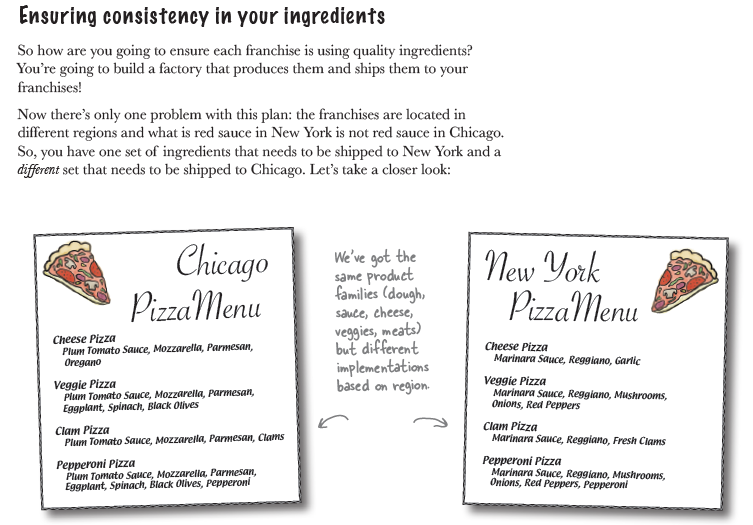 Ensuring consistency in your ingredients
So how are you going to ensure each franchise is using quality ingredients?
You’re going to build a factory that produces them and ships them to your
franchises!
Now there’s only one problem with this plan: the franchises are located in
different regions and what is red sauce in New York is not red sauce in Chicago.
So, you have one set of ingredients that needs to be shipped to New York and a
different set that needs to be shipped to Chicago. Let’s take a closer look:
Chicago
PizzaMenu
Cheese Pizza
Plum Tomato Sauce, Mozzarella, Parmesan,
Oregano
Veggie Pizza
Plum Tomato Sauce, Mozzarella, Parmesan,
Eggplant, Spinach, Black Olives
Clam Pizza
Plum Tomato Sauce, Mozzarella, Parmesan, Clams
Pepperoni Pizza
Plum Tomato Sauce, Mozzarella, Parmesan,
Eggplant, Spinach, Black Olives, Pepperoni
We’ve got the
same product
families (dough,
sauce, cheese,
veggies, meats)
but different
implementations
based on region.
New York
PizzaMenu
Cheese Pizza
Marinara Sauce, Reggiano, Garlic
Veggie Pizza
Marinara Sauce, Reggiano, Mushrooms,
Onions, Red Peppers
Clam Pizza
Marinara Sauce, Reggiano, Fresh Clams
Pepperoni Pizza
Marinara Sauce, Reggiano, Mushrooms,
Onions, Red Peppers, Pepperoni